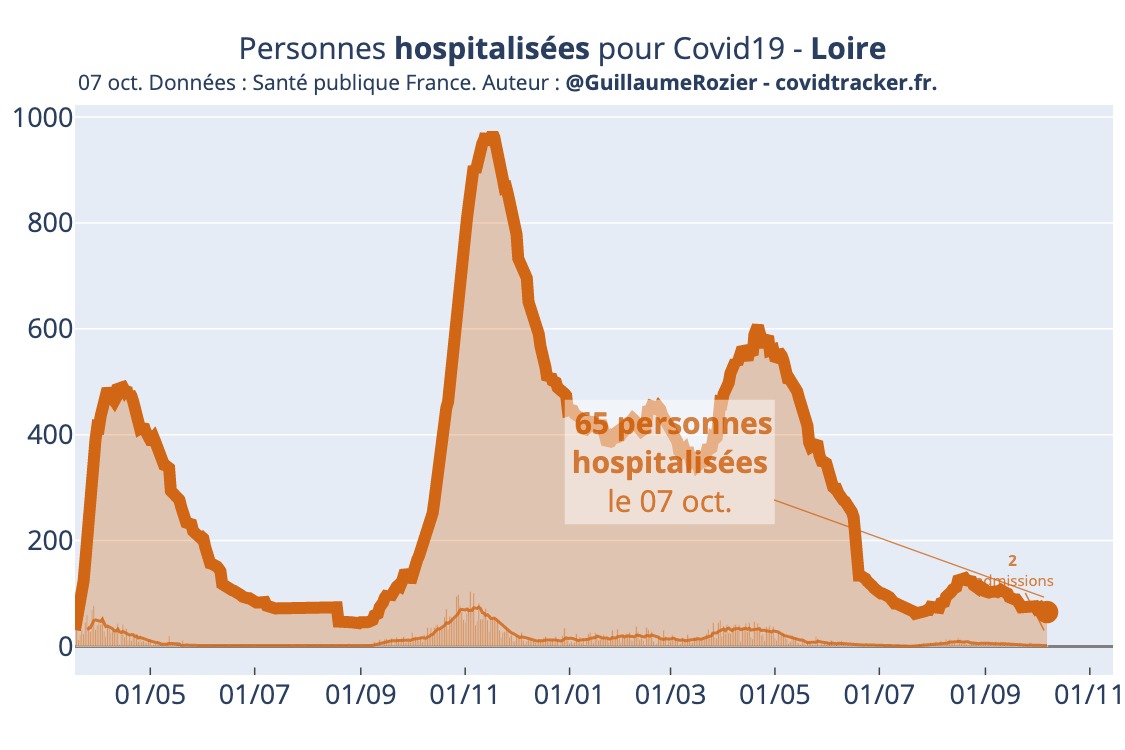 Personnes hospitalisées pour Covid19 - Loire
07 oct. Données : Santé publique France. Auteur : @GuillaumeRozier - covidtracker.fr.
1000
800
600
400
200
0
65 personnes
hospitalisées
le 07 oct.
2
admissions
01/05 01/07 01/09 01/11 01/01 01/03 01/05 01/07 01/09 01/11